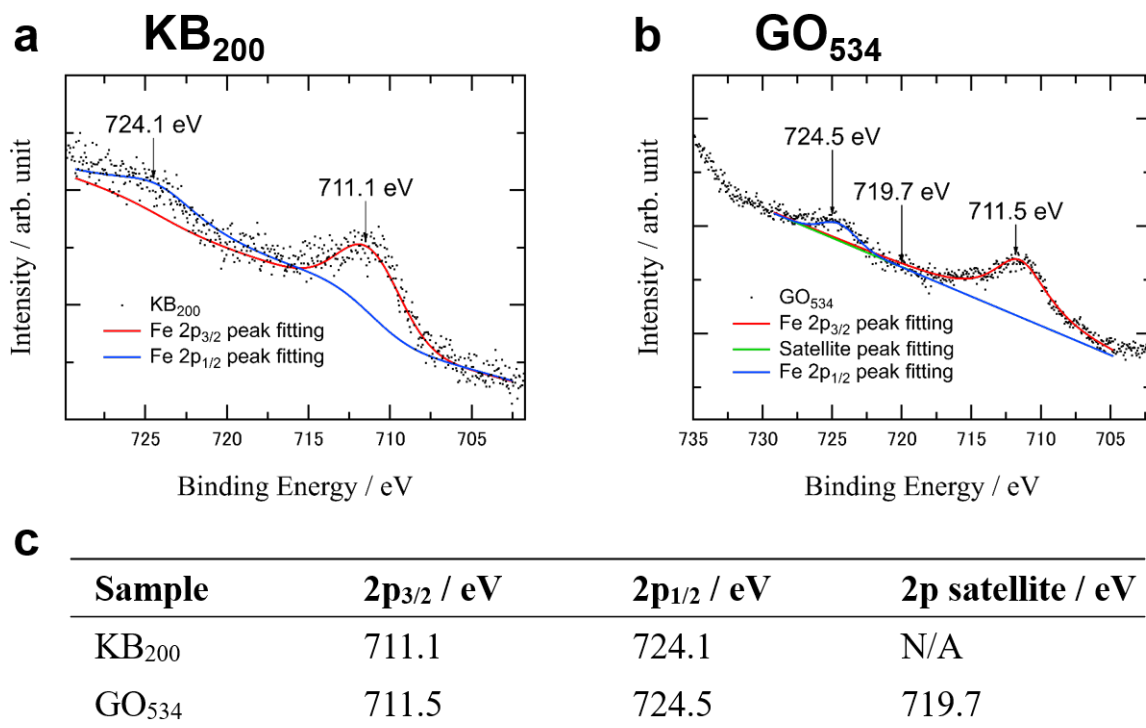 a KB₂₀₀
724.1 eV
711.1 eV
KB₂₀₀
Fe 2p₃/₂ peak fitting
Fe 2p₁/₂ peak fitting
Intensity / arb. unit
725 720 715 710 705
Binding Energy / eV
b GO₅₃₄
724.5 eV
719.7 eV
711.5 eV
GO₅₃₄
Fe 2p₃/₂ peak fitting
Satellite peak fitting
Fe 2p₁/₂ peak fitting
Intensity / arb. unit
735 730 725 720 715 710 705
Binding Energy / eV
c
Sample 2p₃/₂ / eV 2p₁/₂ / eV 2p satellite / eV
KB₂₀₀ 711.1 724.1 N/A
GO₅₃₄ 711.5 724.5 719.7